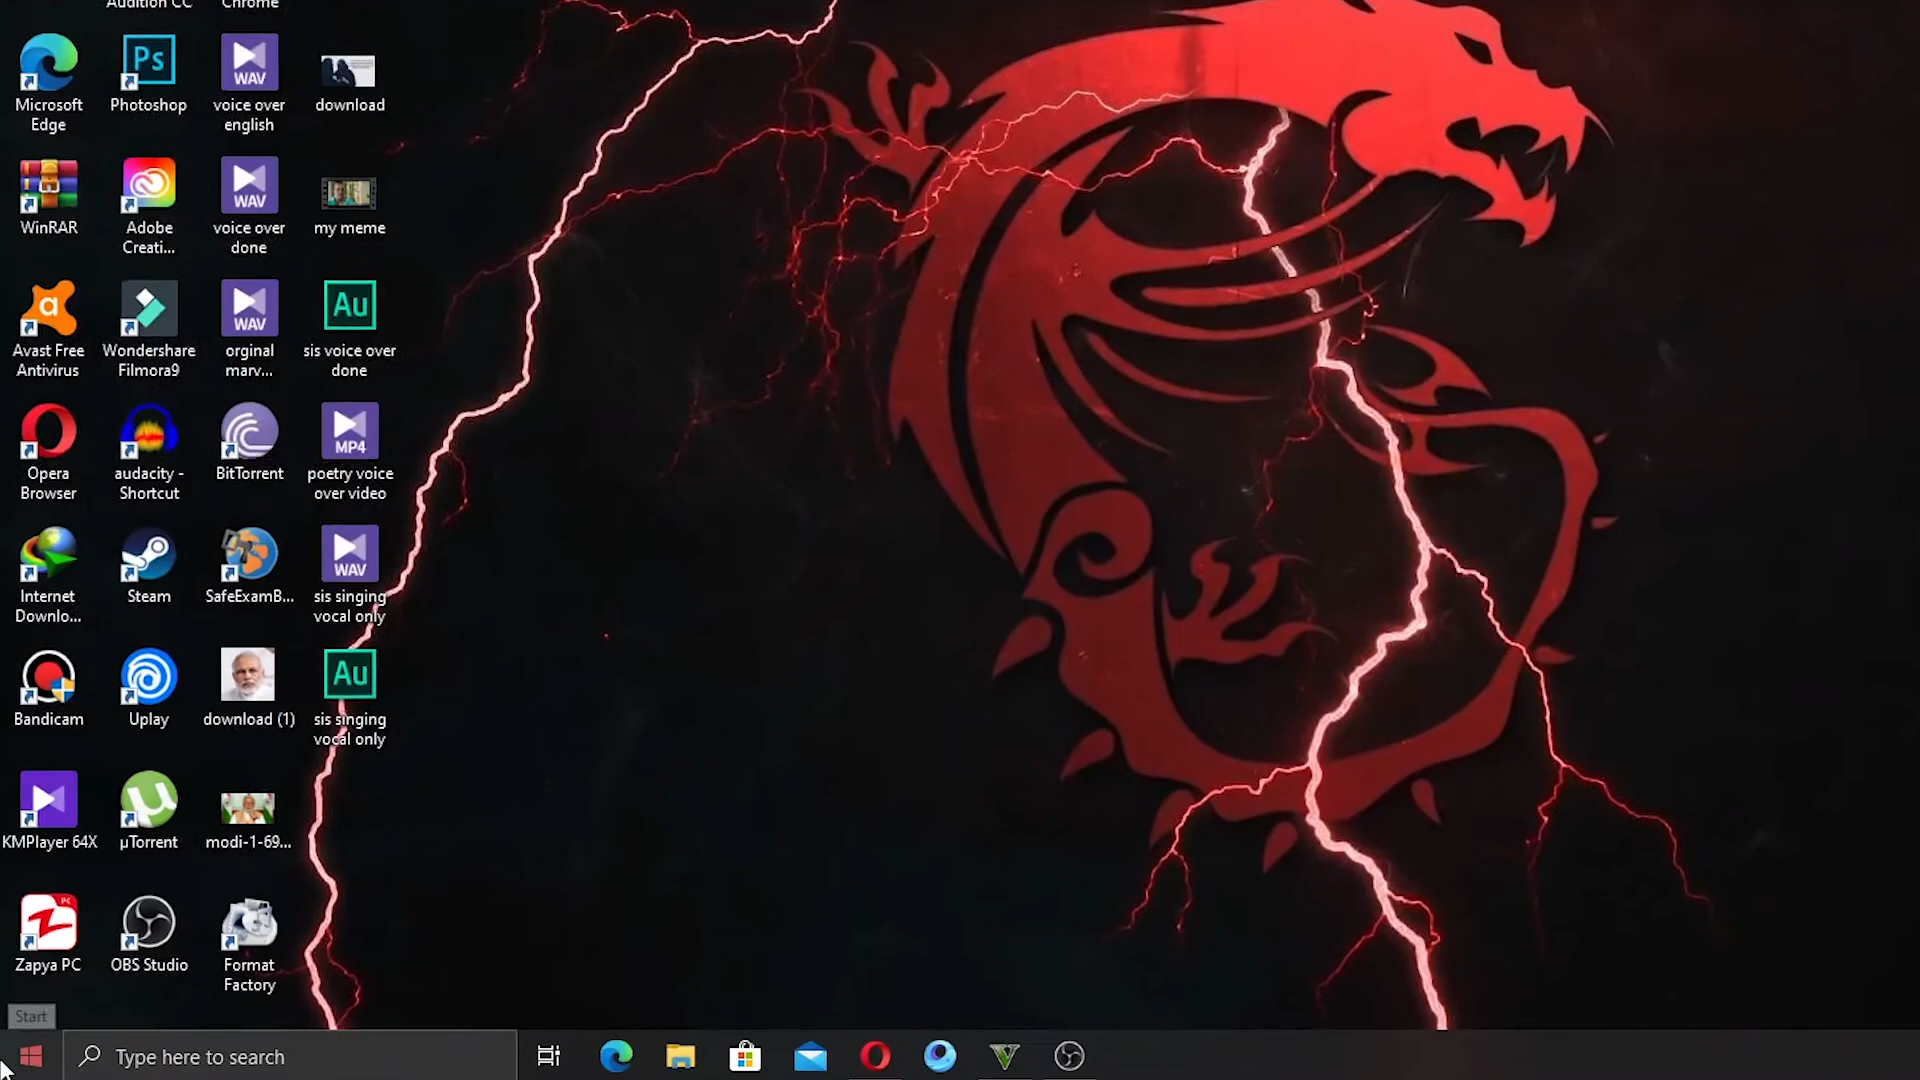 Audition CC
Chrome
Microsoft
Edge
Ps
Photoshop
WAV
voice over
english
download
WinRAR
Adobe
Creati...
WAV
voice over
done
my meme
a
Avast Free
Antivirus
Wondershare
Filmora9
WAV
orginal
marv...
Au
sis voice over
done
Opera
Browser
audacity -
Shortcut
BitTorrent
MP4
poetry voice
over video
Internet
Downlo...
Steam
SafeExamB...
WAV
sis singing
vocal only
Bandicam
Uplay
download (1)
Au
sis singing
vocal only
KMPlayer 64X
µ
µTorrent
modi-1-69...
PC
Zapya PC
OBS Studio
Format
Factory
Start
Type here to search